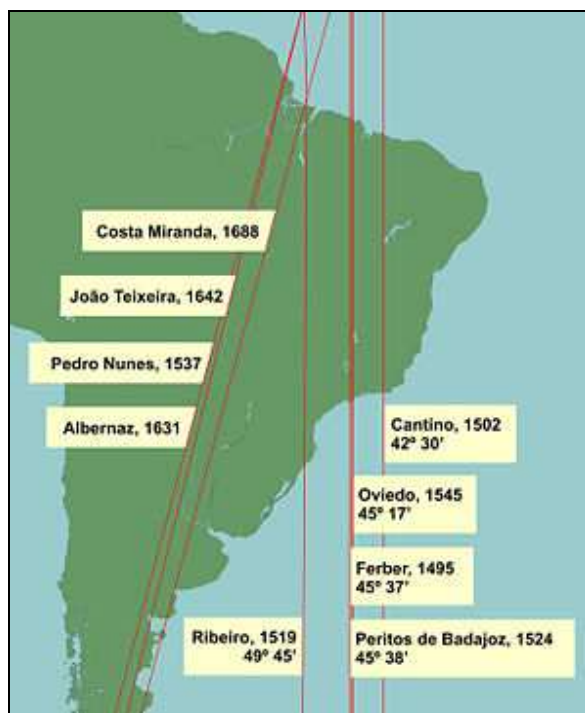 Costa Miranda, 1688
João Teixeira, 1642
Pedro Nunes, 1537
Albernaz, 1631
Cantino, 1502
42º 30'
Oviedo, 1545
45º 17'
Ferber, 1495
45º 37'
Ribeiro, 1519
49º 45'
Peritos de Badajoz, 1524
45º 38'